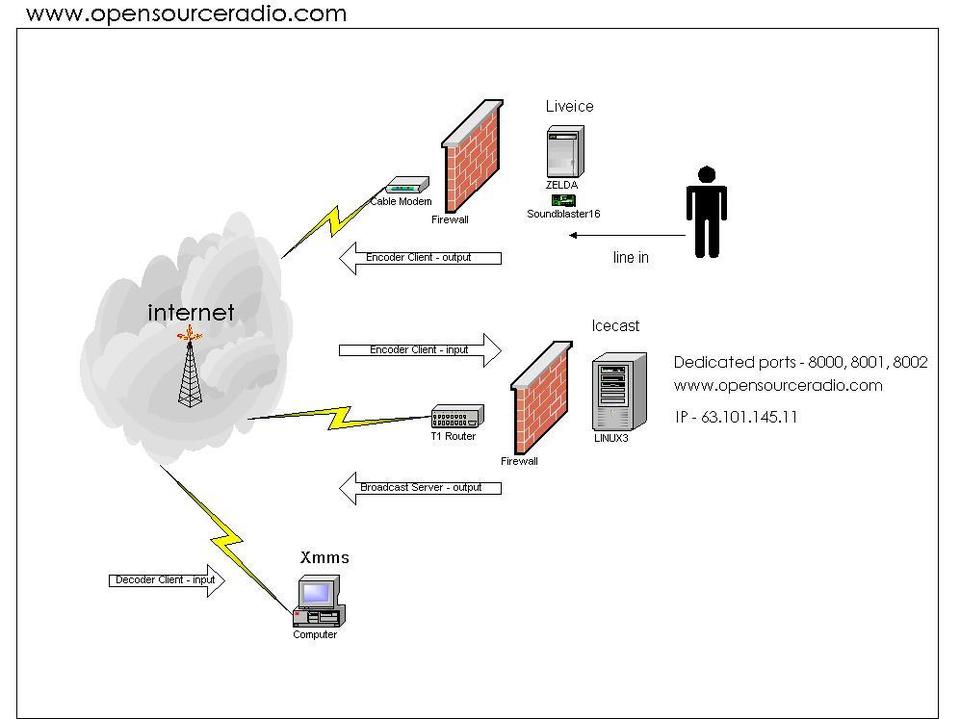 www.opensourceradio.com
Liveice
ZELDA
Soundblaster16
Cable Modem
Firewall
line in
Encoder Client - output
internet
Icecast
Encoder Client - input
Dedicated ports - 8000, 8001, 8002
www.opensourceradio.com
IP - 63.101.145.11
T1 Router
LINUX3
Firewall
Broadcast Server - output
Xmms
Decoder Client - input
Computer